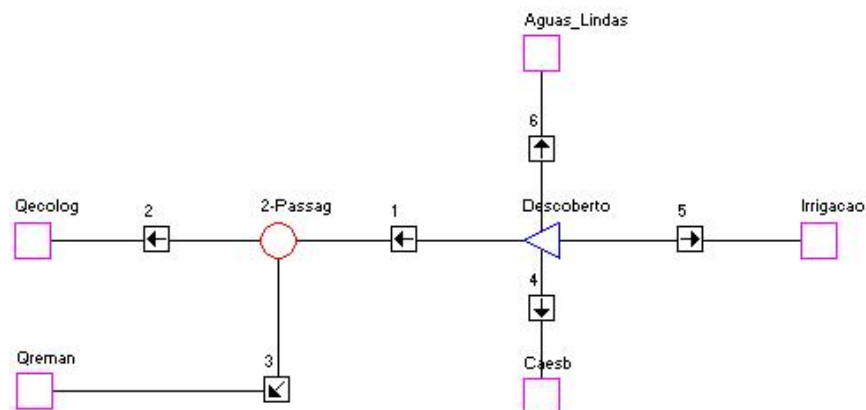 Aguas_Lindas
6
Qecolog
2
2-Passag
1
Descoberto
5
Irrigacao
4
Qreman
3
Caesb